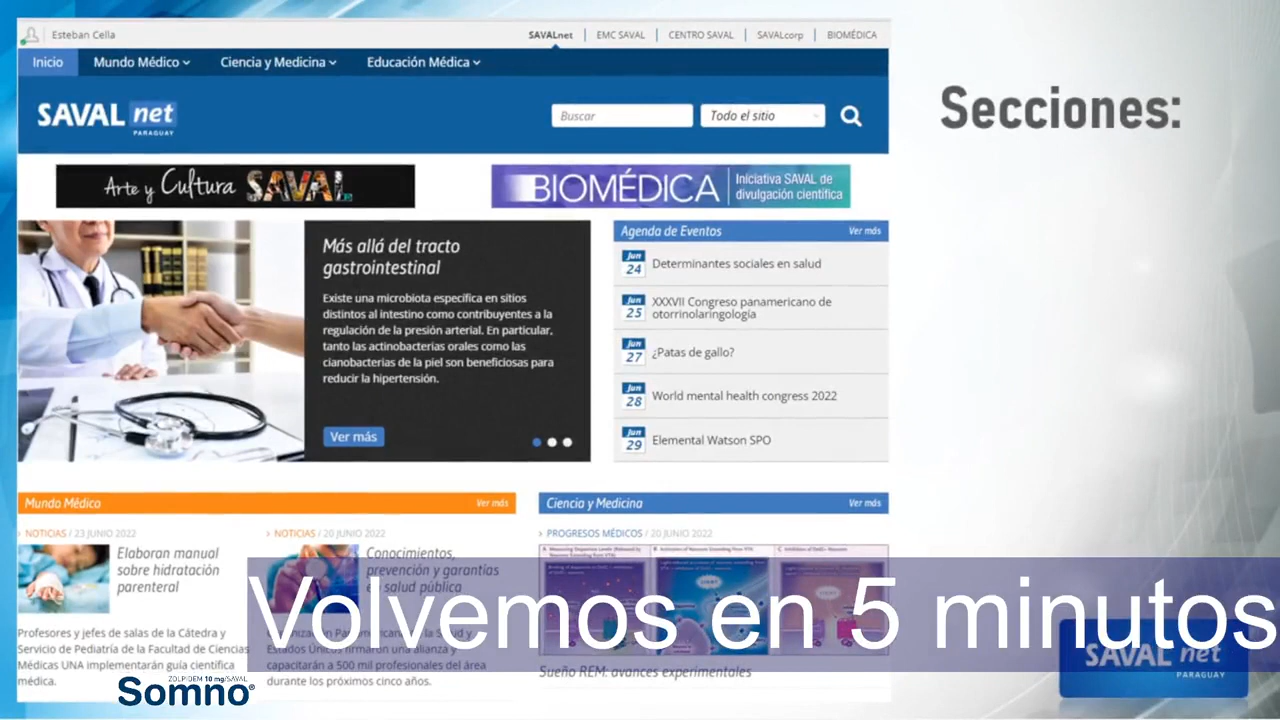 Esteban Cella
SAVALnet
EMC SAVAL
CENTRO SAVAL
SAVALcorp
BIOMÉDICA
Inicio
Mundo Médico
Ciencia y Medicina
Educación Médica
SAVAL net
PARAGUAY
Buscar
Todo el sitio
Secciones:
Arte y Cultura SAVAL
BIOMÉDICA
Iniciativa SAVAL de
divulgación científica
Más allá del tracto
gastrointestinal
Existe una microbiota específica en sitios
distintos al intestino como contribuyentes a la
regulación de la presión arterial. En particular,
tanto las actinobacterias orales como las
cianobacterias de la piel son beneficiosas para
reducir la hipertensión.
Ver más
Agenda de Eventos
Ver más
Jun
24
Determinantes sociales en salud
Jun
25
XXXVII Congreso panamericano de
otorrinolaringología
Jun
27
¿Patas de gallo?
Jun
28
World mental health congress 2022
Jun
29
Elemental Watson SPO
Mundo Médico
Ver más
NOTICIAS / 23 JUNIO 2022
Elaboran manual
sobre hidratación
parenteral
Profesores y jefes de salas de la Cátedra y
Servicio de Pediatría de la Facultad de Ciencias
Médicas UNA implementarán guía científica
médica.
NOTICIAS / 20 JUNIO 2022
Conocimientos,
prevención y garantías
en salud pública
Estados Unidos firmaron una alianza y
capacitarán a 500 mil profesionales del área
durante los próximos cinco años.
Ciencia y Medicina
Ver más
PROGRESOS MÉDICOS / 20 JUNIO 2022
Sueño REM: avances experimentales
Volvemos en 5 minutos
ZOLPIDEM 10 mg/SAVAL
Somno®
SAVAL net
PARAGUAY